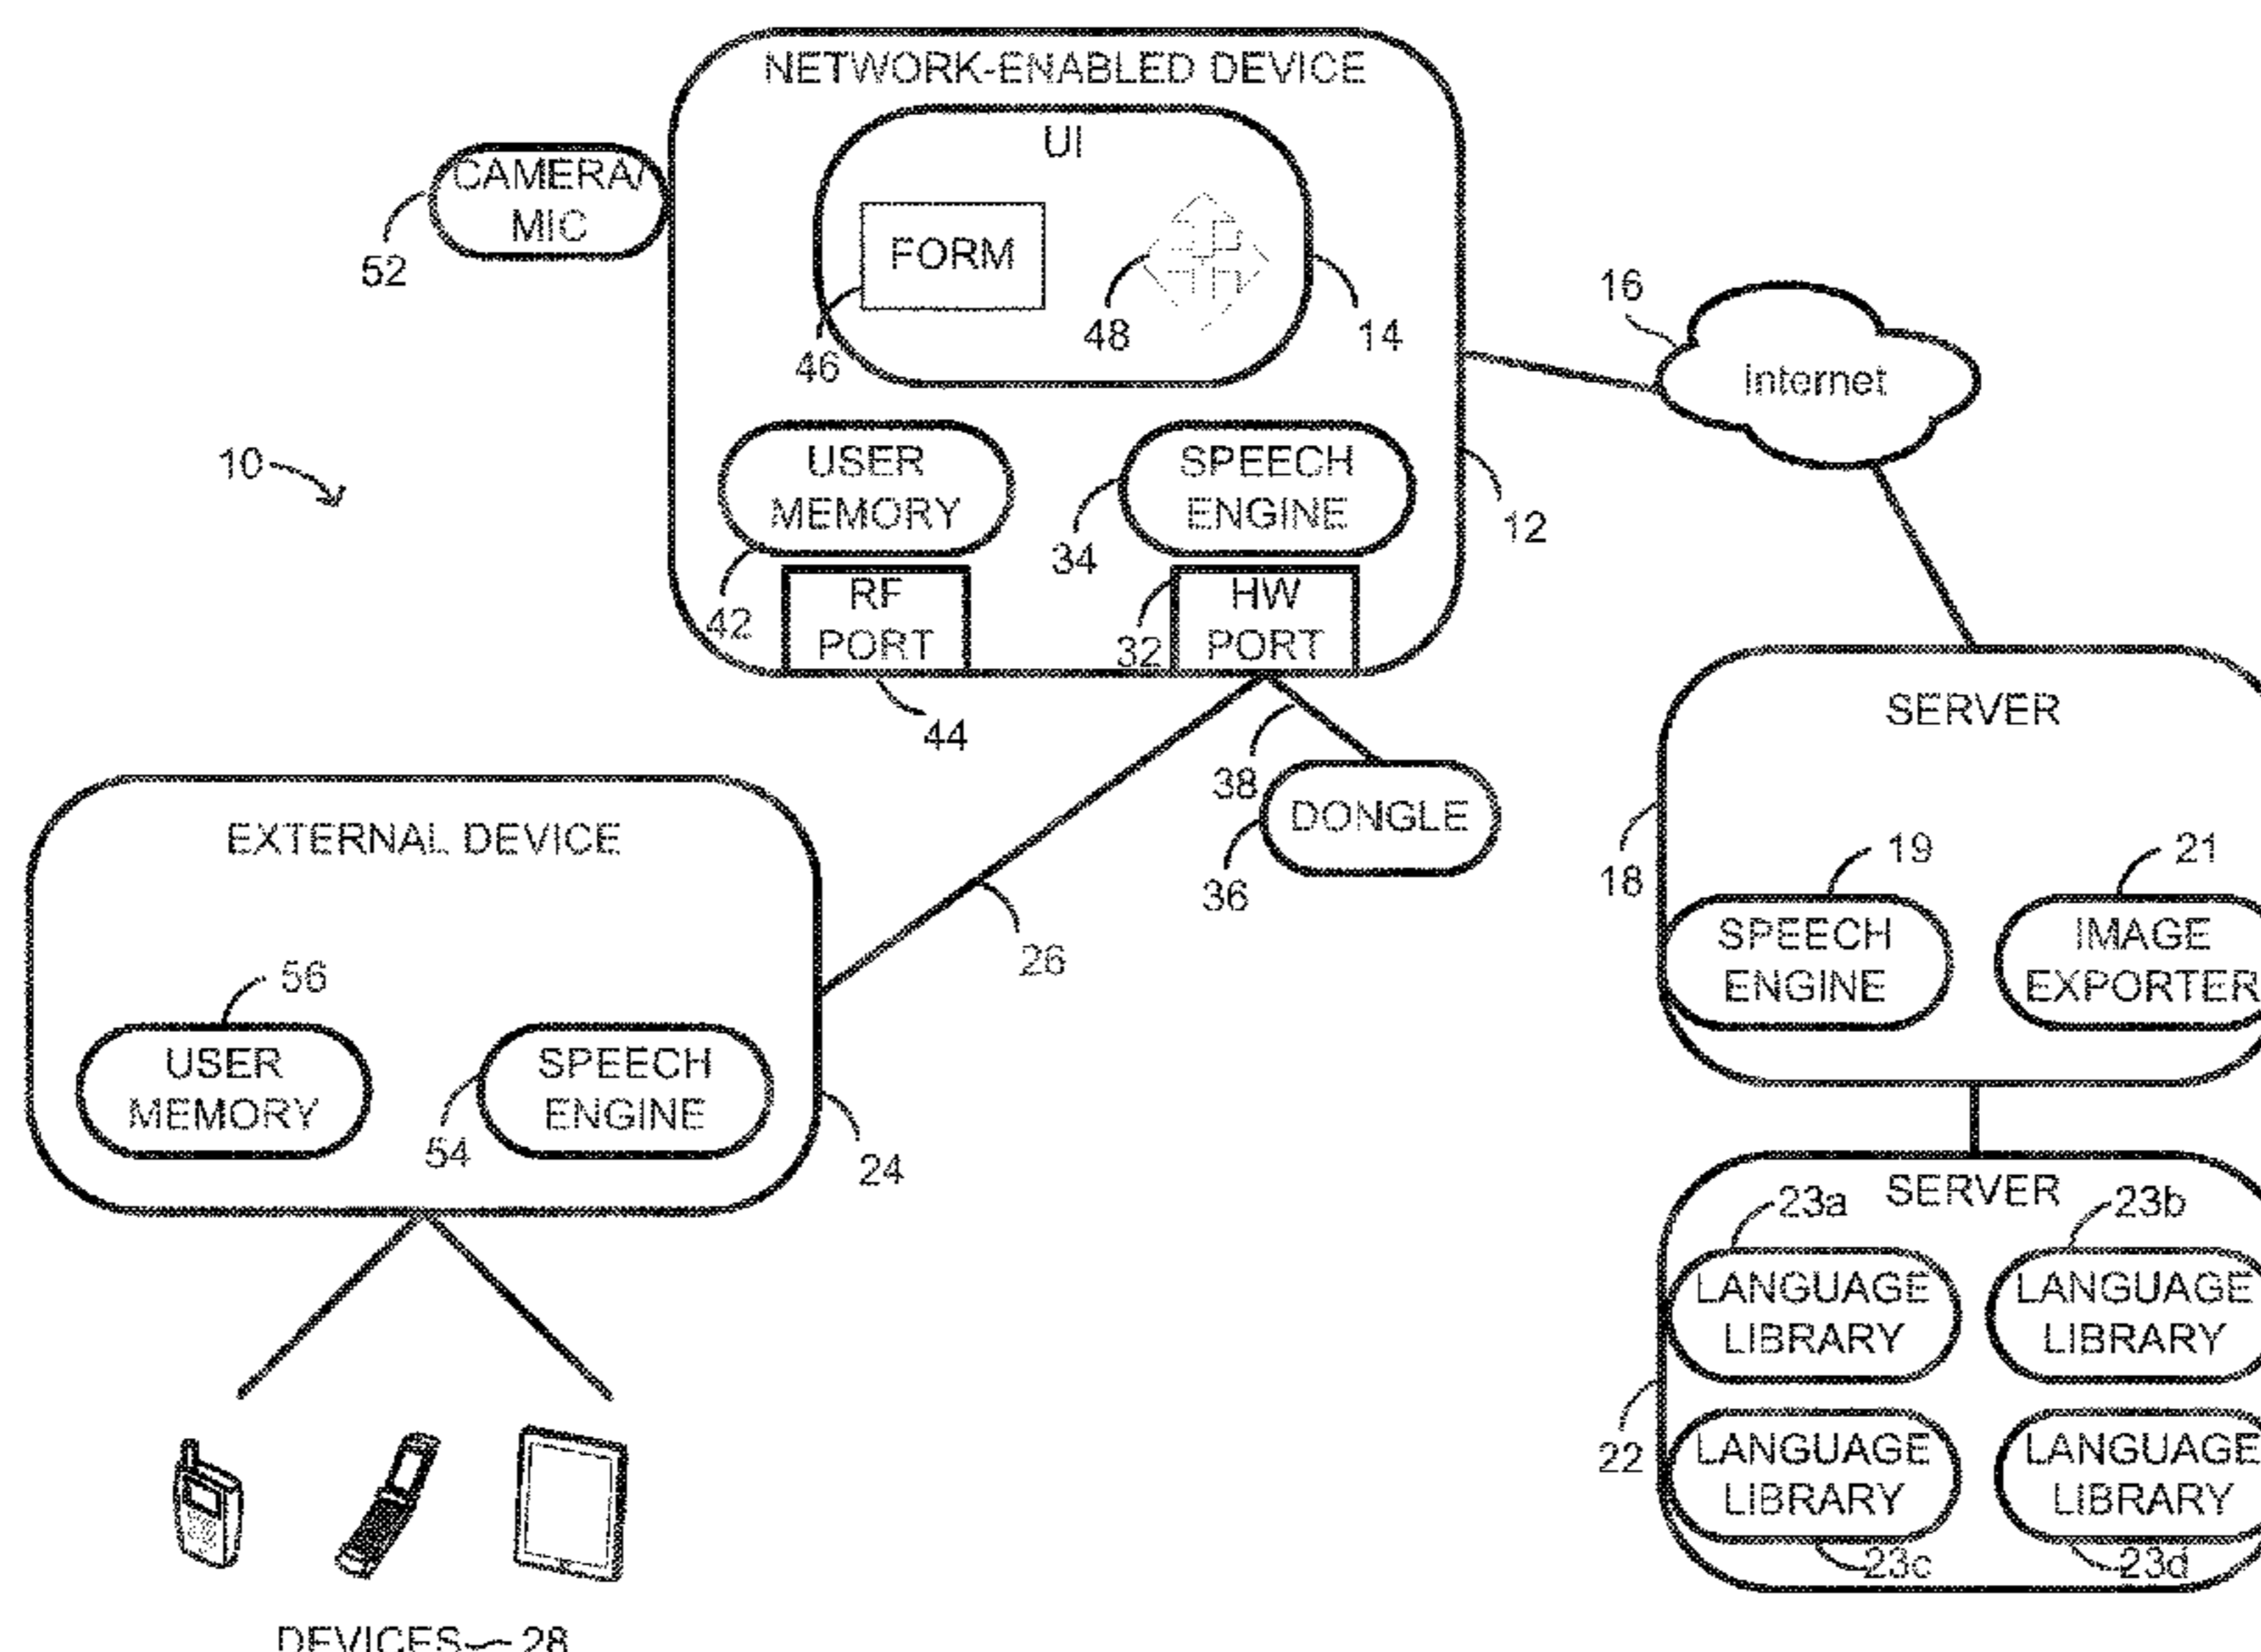 NETWORK-ENABLED DEVICE
UI
CAMERA/
MIC
52
FORM
46
48
14
16
internet
10
USER
MEMORY
SPEECH
ENGINE
42
34
12
RF
PORT
HW
PORT
32
44
38
DONGLE
36
26
SERVER
18
19
21
SPEECH
ENGINE
IMAGE
EXPORTER
EXTERNAL DEVICE
56
USER
MEMORY
SPEECH
ENGINE
54
24
SERVER
23a
23b
LANGUAGE
LIBRARY
LANGUAGE
LIBRARY
22
LANGUAGE
LIBRARY
LANGUAGE
LIBRARY
23c
23d
DEVICES 28